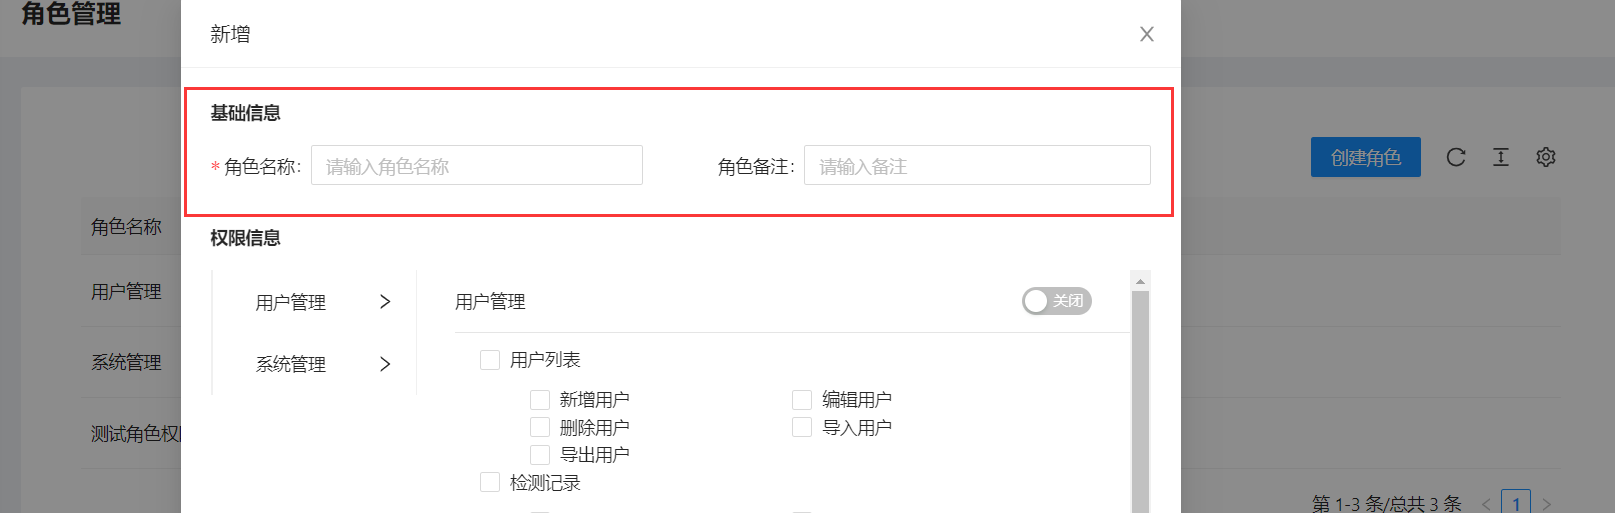 角色管理
新增
基础信息
* 角色名称: 请输入角色名称 角色备注: 请输入备注
创建角色
权限信息
角色名称
用户管理
系统管理
测试角色权
用户管理
系统管理
用户管理 关闭
用户列表
新增用户 编辑用户
删除用户 导入用户
导出用户
检测记录
第 1-3 条/总共 3 条 < 1 >